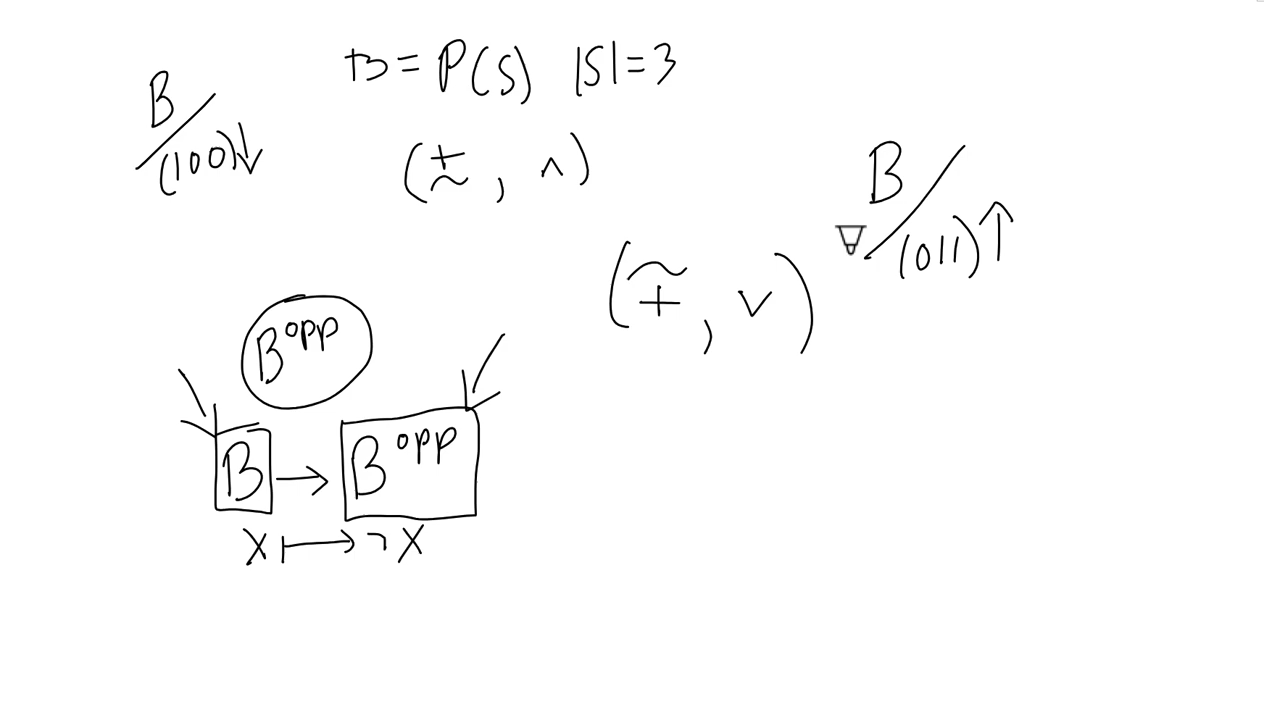 B = P(S) |S| = 3
B / (100)↓
(∓̃, ∧)
B / (011)↑
(∓̃, ∨)
B^opp
B → B^opp
X ↦ ¬X